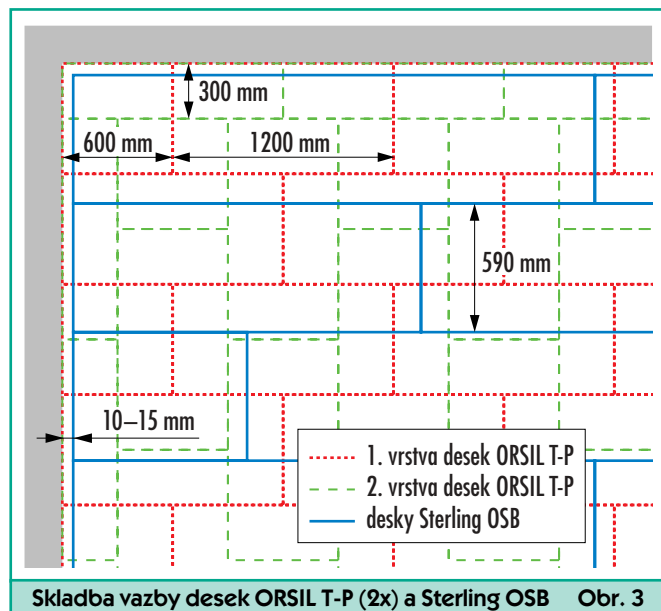 300 mm
600 mm
1200 mm
590 mm
10–15 mm
1. vrstva desek ORSIL T-P
2. vrstva desek ORSIL T-P
desky Sterling OSB
Skladba vazby desek ORSIL T-P (2x) a Sterling OSB Obr. 3